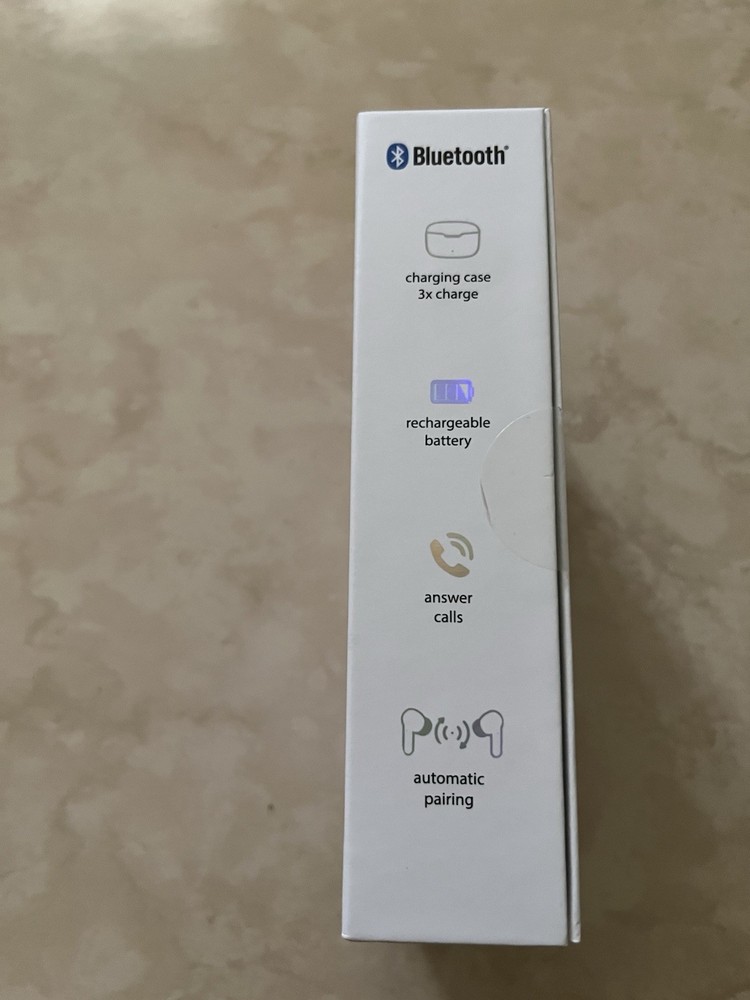 Bluetooth®
charging case
3x charge
rechargeable
battery
answer
calls
automatic
pairing